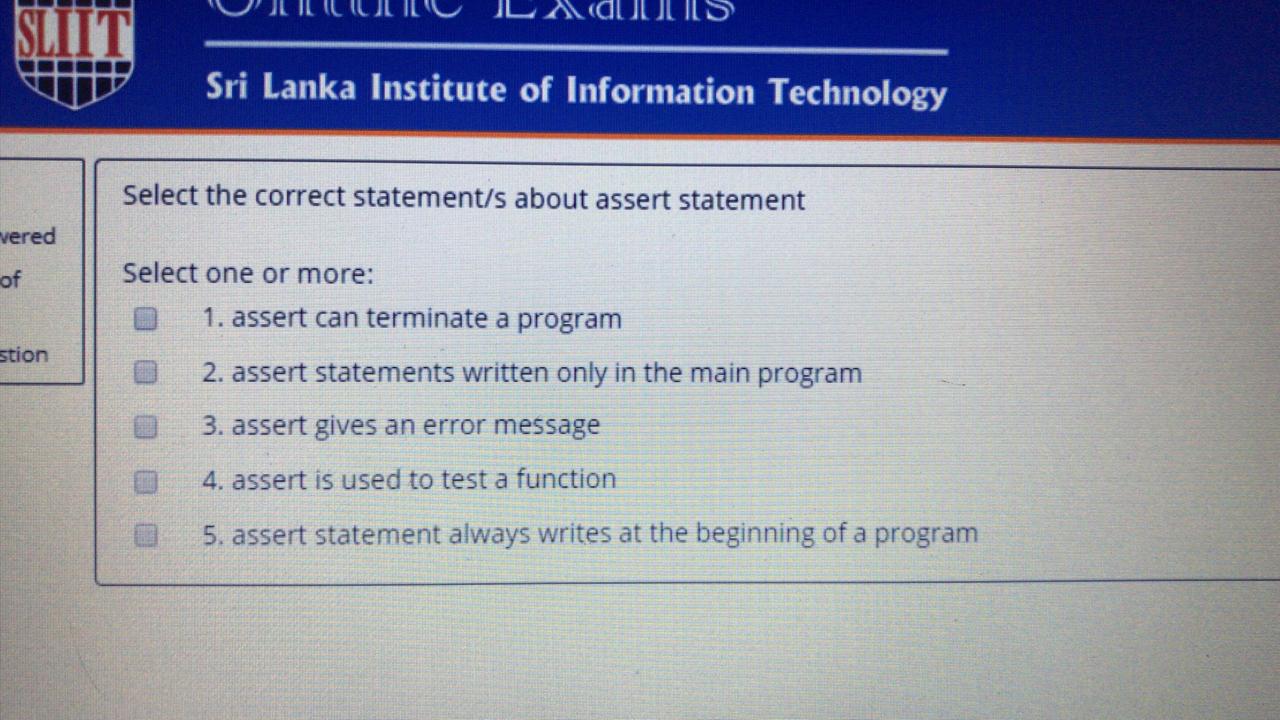 Online Exams
SLIIT
Sri Lanka Institute of Information Technology
Select the correct statement/s about assert statement
vered
Select one or more:
of
1. assert can terminate a program
stion
2. assert statements written only in the main program
3. assert gives an error message
4. assert is used to test a function
5. assert statement always writes at the beginning of a program